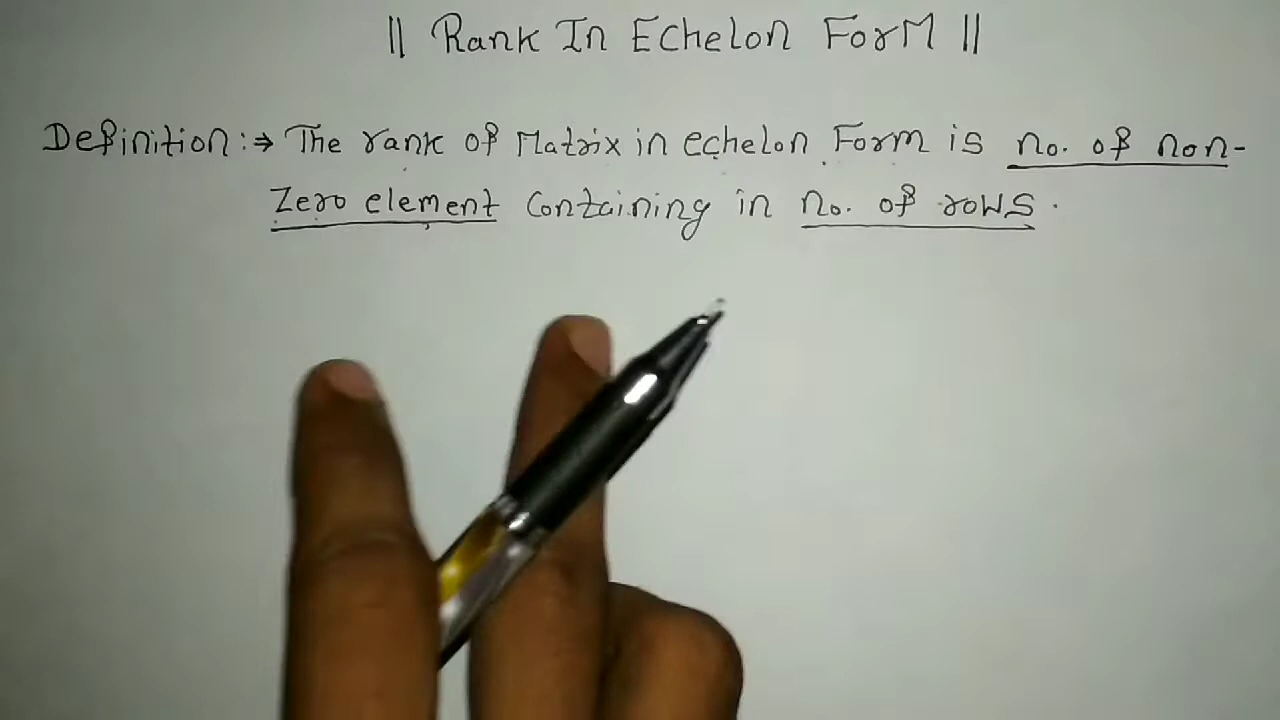 || Rank In Echelon Form ||
Definition :⇒ The rank of Matrix in echelon Form is no. of non-
Zero element Containing in no. of rows.